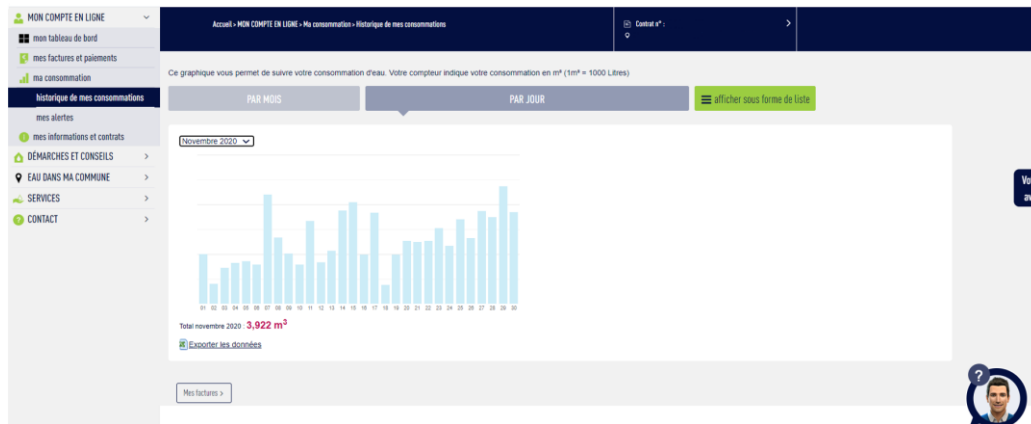 MON COMPTE EN LIGNE
mon tableau de bord
mes factures et paiements
ma consommation
historique de mes consommations
mes alertes
mes informations et contrats
DÉMARCHES ET CONSEILS
EAU DANS MA COMMUNE
SERVICES
CONTACT
Accueil > MON COMPTE EN LIGNE > Ma consommation > Historique de mes consommations
Contrat n° :
Ce graphique vous permet de suivre votre consommation d'eau. Votre compteur indique votre consommation en m³ (1m³ = 1000 Litres)
PAR MOIS
PAR JOUR
afficher sous forme de liste
Novembre 2020
01 02 03 04 05 06 07 08 09 10 11 12 13 14 15 16 17 18 19 20 21 22 23 24 25 26 27 28 29 30
Total novembre 2020 : 3,922 m³
Exporter les données
Mes factures >
Vo
av
?